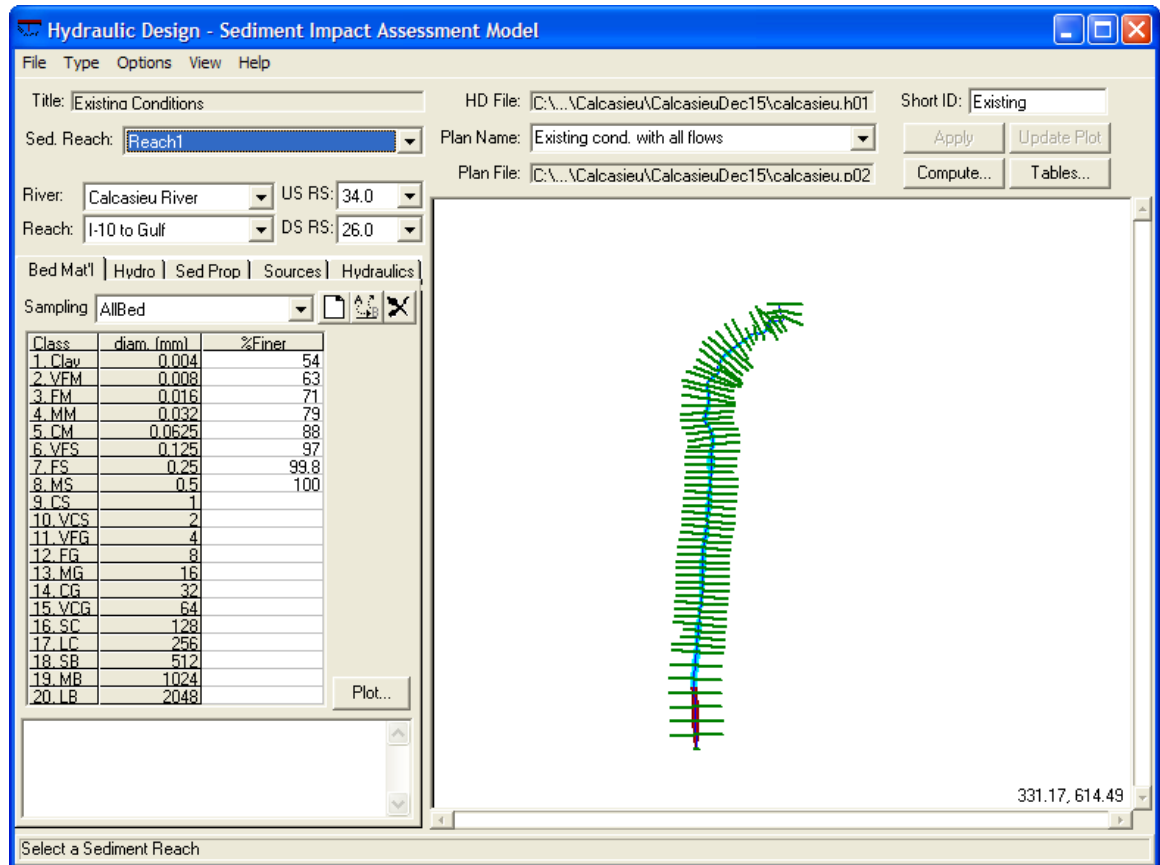 Hydraulic Design - Sediment Impact Assessment Model
File Type Options View Help
Title: Existing Conditions
HD File: C:\...\Calcasieu\CalcasieuDec15\calcasieu.h01
Short ID: Existing
Sed. Reach: Reach1
Plan Name: Existing cond. with all flows
Apply Update Plot
Plan File: C:\...\Calcasieu\CalcasieuDec15\calcasieu.p02
Compute... Tables...
River: Calcasieu River US RS: 34.0
Reach: I-10 to Gulf DS RS: 26.0
Bed Mat'l Hydro Sed Prop Sources Hydraulics
Sampling AllBed
Class diam. (mm) %Finer
1. Clay 0.004 54
2. VFM 0.008 63
3. FM 0.016 71
4. MM 0.032 79
5. CM 0.0625 88
6. VFS 0.125 97
7. FS 0.25 99.8
8. MS 0.5 100
9. CS 1
10. VCS 2
11. VFG 4
12. FG 8
13. MG 16
14. CG 32
15. VCG 64
16. SC 128
17. LC 256
18. SB 512
19. MB 1024
20. LB 2048
Plot...
331.17, 614.49
Select a Sediment Reach